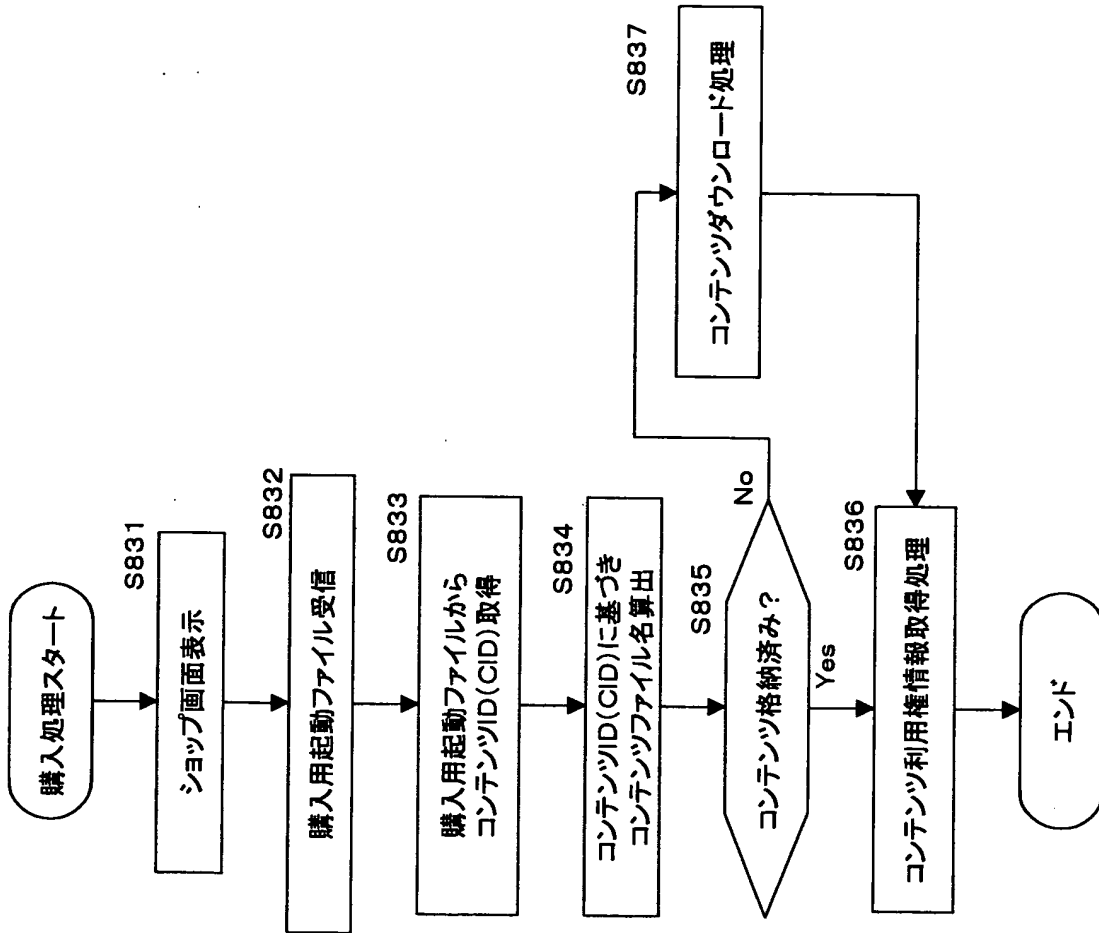 購入処理スタート
S831
ショップ画面表示
S832
購入用起動ファイル受信
S833
購入用起動ファイルから
コンテンツID(CID)取得
S834
コンテンツID(CID)に基づき
コンテンツファイル名算出
S835
コンテンツ格納済み?
No
Yes
S837
コンテンツダウンロード処理
S836
コンテンツ利用権情報取得処理
エンド